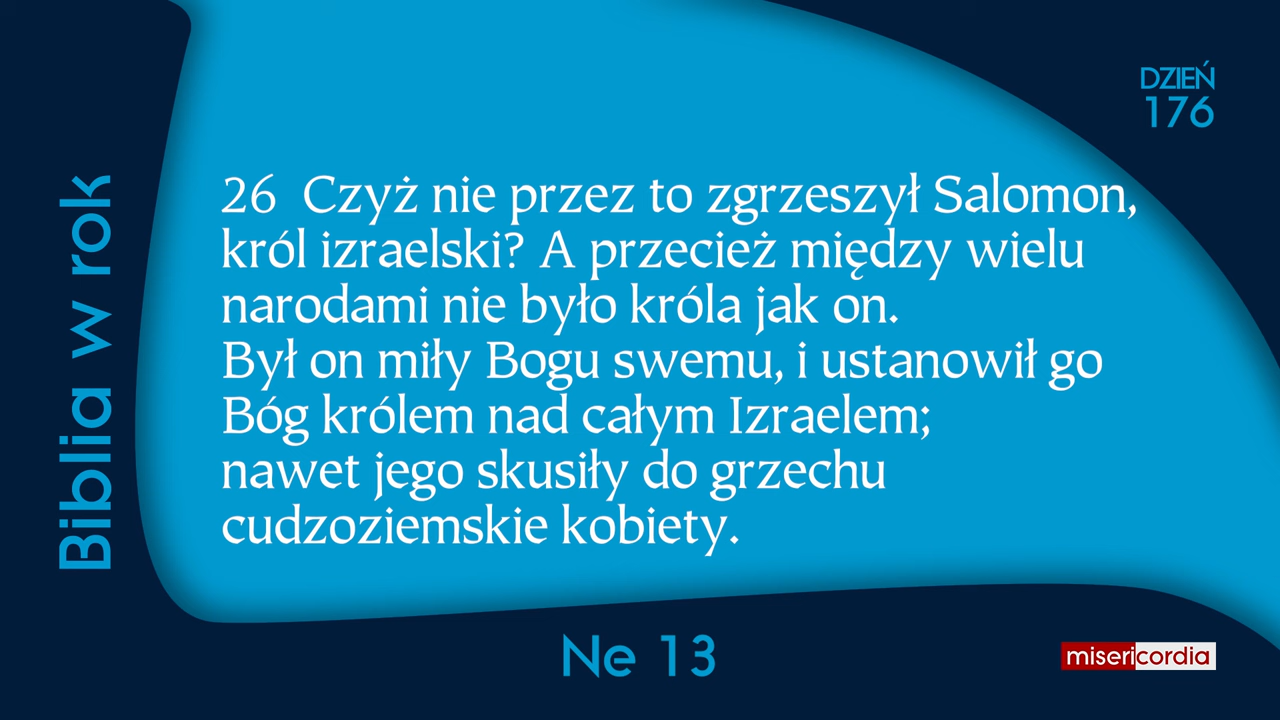 DZIEŃ
176
26 Czyż nie przez to zgrzeszył Salomon,
król izraelski? A przecież między wielu
narodami nie było króla jak on.
Był on miły Bogu swemu, i ustanowił go
Bóg królem nad całym Izraelem;
nawet jego skusiły do grzechu
cudzoziemskie kobiety.
Biblia w rok
Ne 13
misericordia